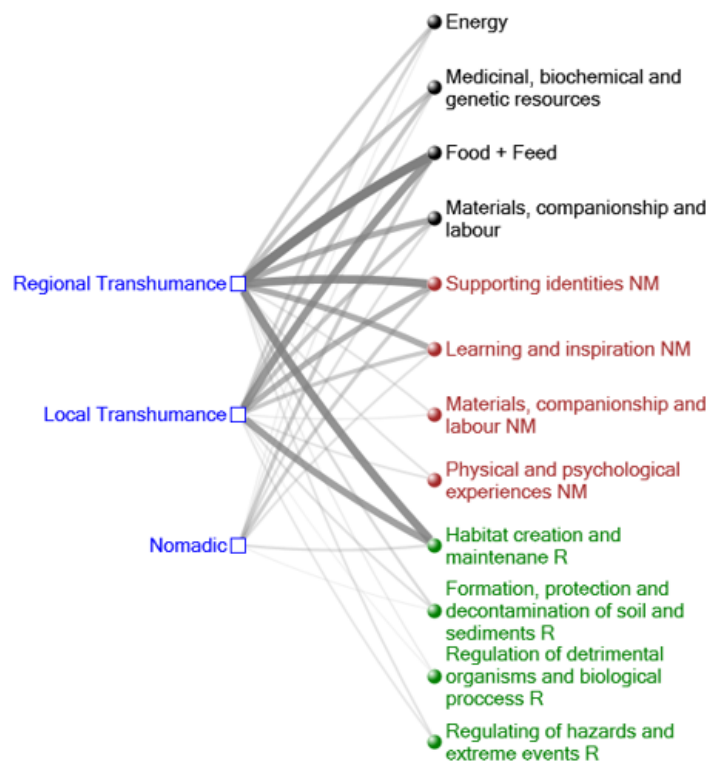 Energy
Medicinal, biochemical and
genetic resources
Food + Feed
Materials, companionship and
labour
Regional Transhumance
Supporting identities NM
Learning and inspiration NM
Local Transhumance
Materials, companionship and
labour NM
Physical and psychological
experiences NM
Nomadic
Habitat creation and
maintenane R
Formation, protection and
decontamination of soil and
sediments R
Regulation of detrimental
organisms and biological
proccess R
Regulating of hazards and
extreme events R